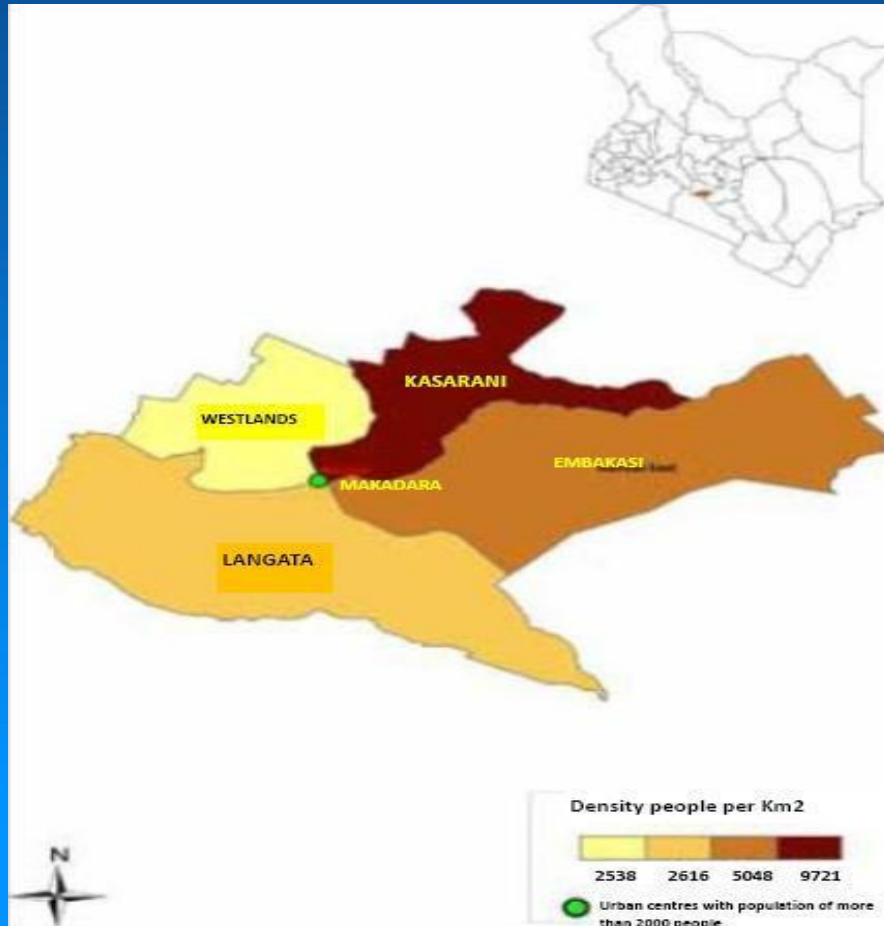 KASARANI
WESTLANDS
EMBAKASI
MAKADARA
LANGATA
Density people per Km2
2538 2616 5048 9721
N
Urban centres with population of more
than 2000 people